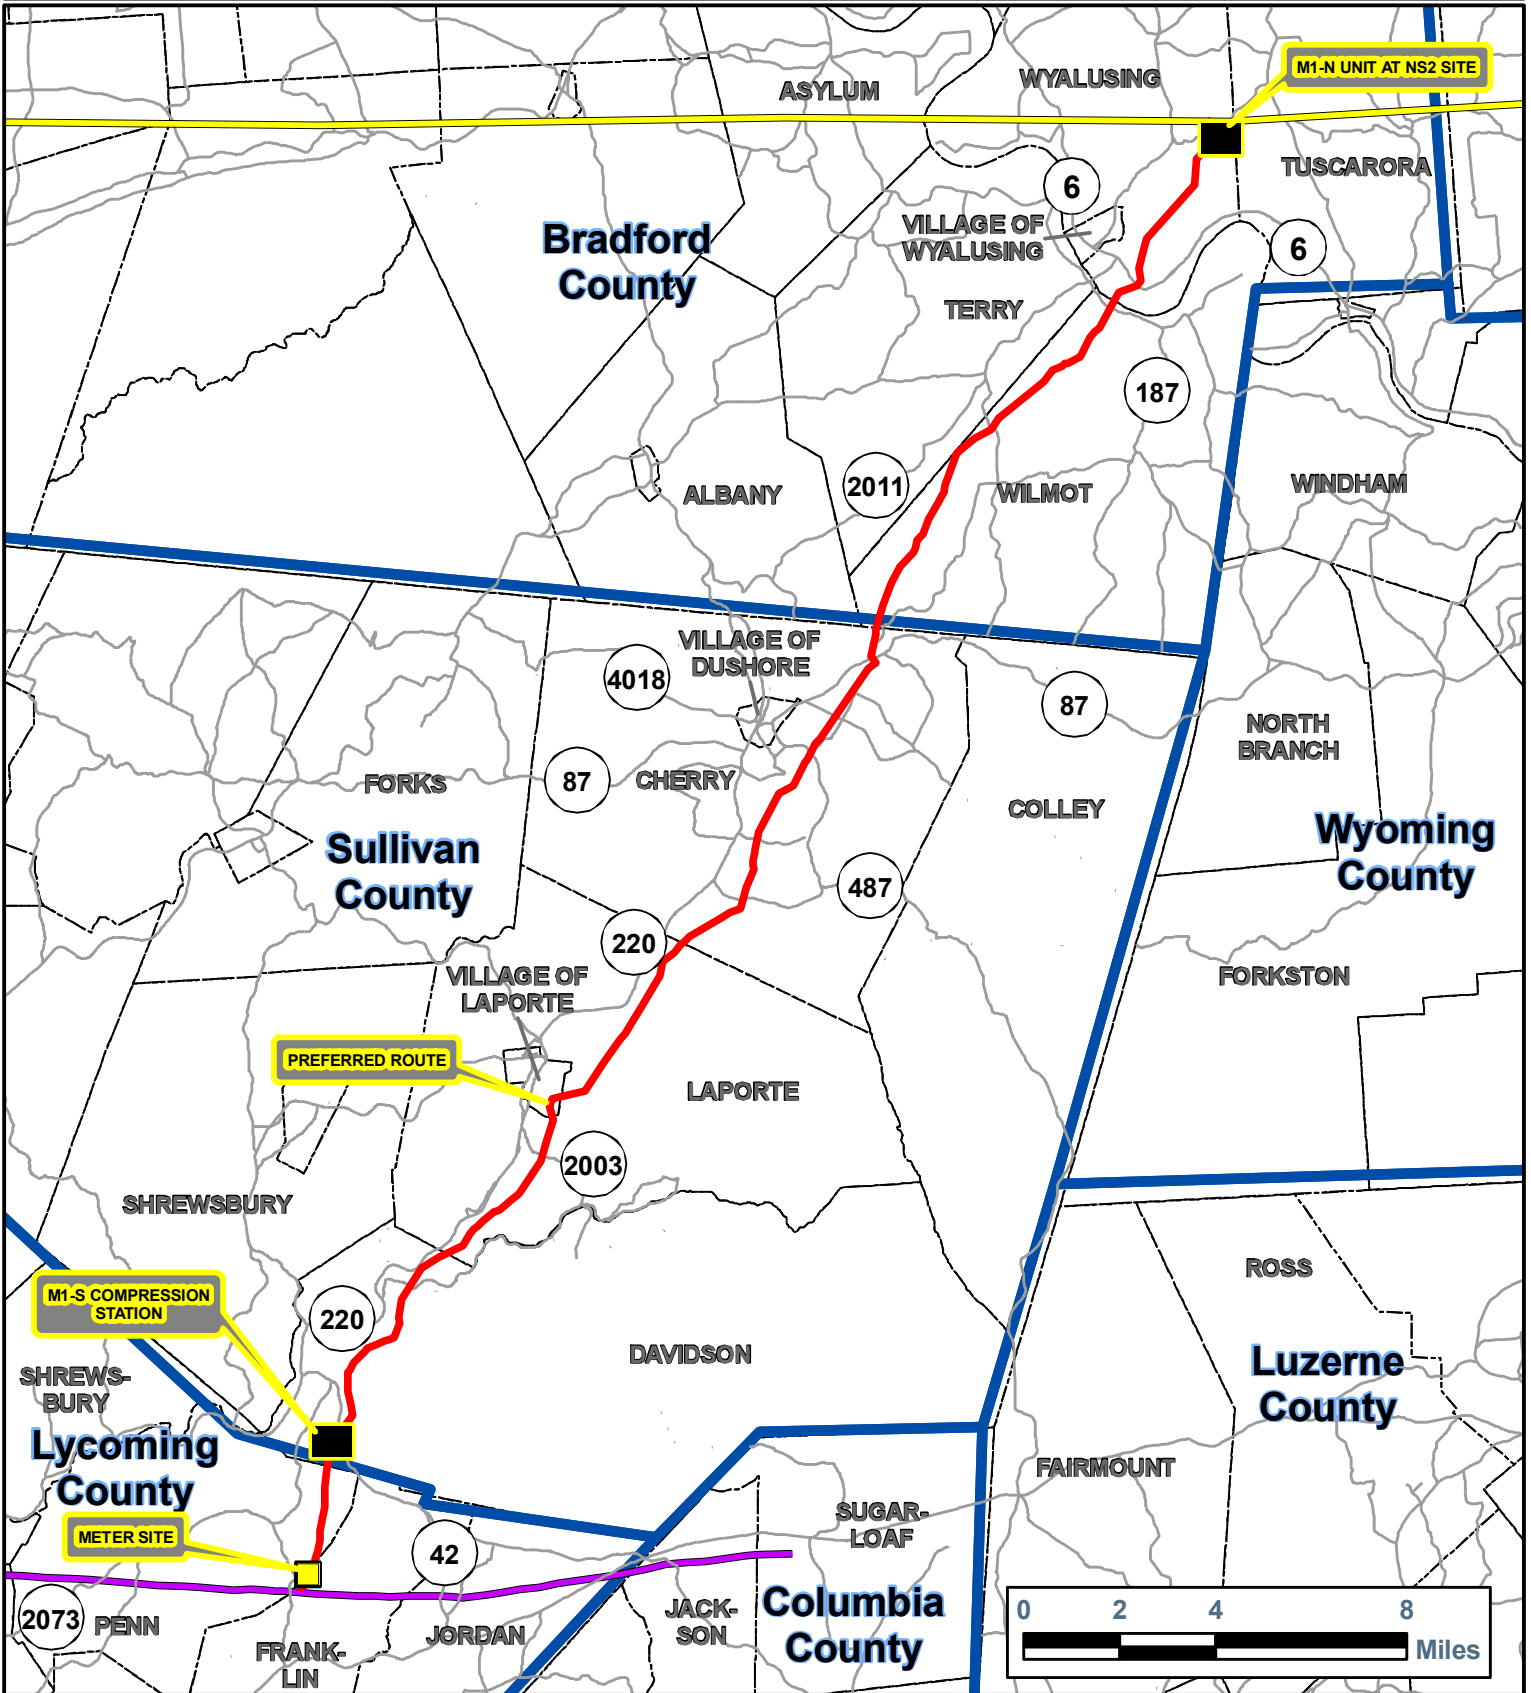 WYALUSING
M1-N UNIT AT NS2 SITE
ASYLUM
TUSCARORA
6
VILLAGE OF
WYALUSING
Bradford
County
6
TERRY
187
2011
ALBANY
WILMOT
WINDHAM
VILLAGE OF
DUSHORE
4018
87
NORTH
BRANCH
FORKS
87
CHERRY
COLLEY
Sullivan
County
Wyoming
County
487
220
VILLAGE OF
LAPORTE
FORKSTON
PREFERRED ROUTE
LAPORTE
2003
SHREWSBURY
ROSS
M1-S COMPRESSION
STATION
220
DAVIDSON
SHREWS-
BURY
Luzerne
County
Lycoming
County
FAIRMOUNT
SUGAR-
LOAF
METER SITE
42
2073
PENN
FRANK-
LIN
JORDAN
JACK-
SON
Columbia
County
0 2 4 8
Miles